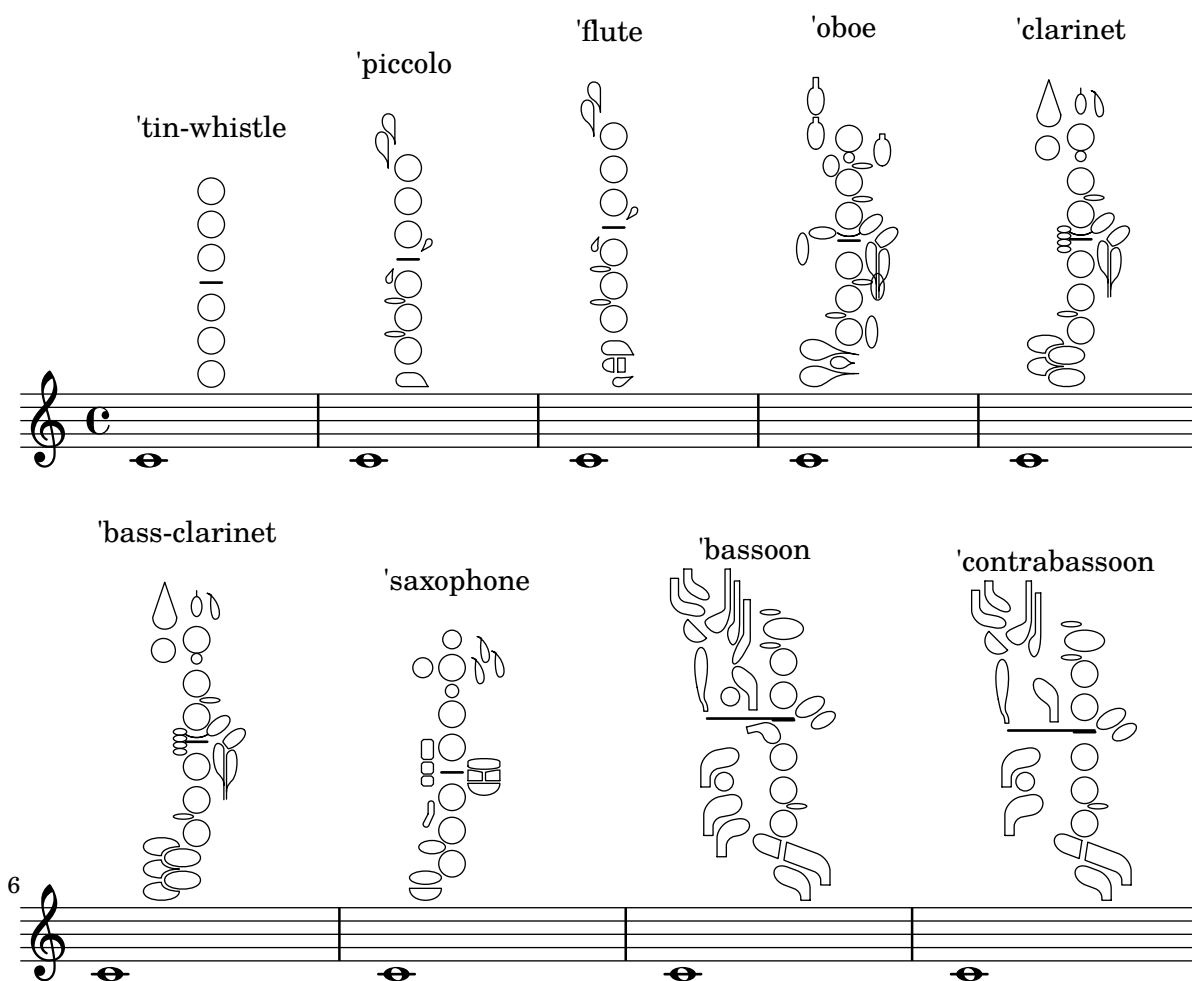 'tin-whistle
'piccolo
'flute
'oboe
'clarinet
'bass-clarinet
'saxophone
'bassoon
'contrabassoon
6